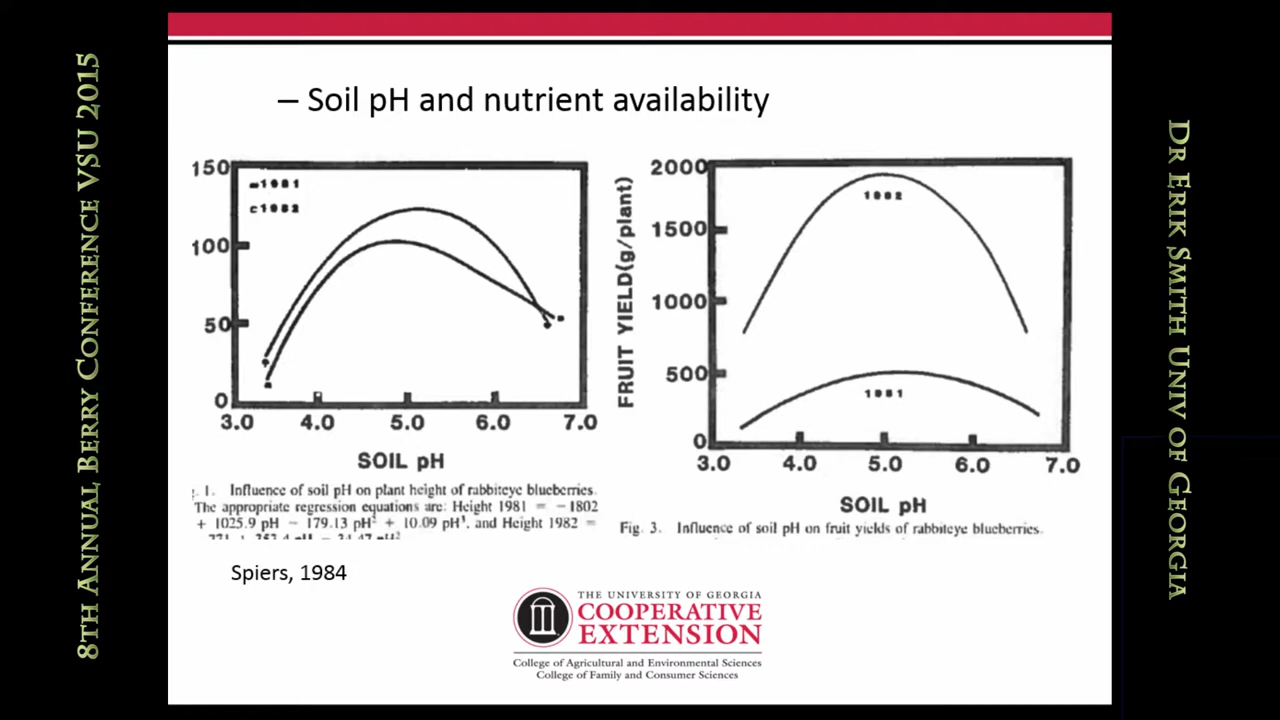 8TH ANNUAL BERRY CONFERENCE VSU 2015
– Soil pH and nutrient availability
150
100
50
0
1981
1982
3.0 4.0 5.0 6.0 7.0
SOIL pH
. 1. Influence of soil pH on plant height of rabbiteye blueberries.
The appropriate regression equations are: Height 1981 = −1802
+ 1025.9 pH − 179.13 pH² + 10.09 pH³, and Height 1982 =
Spiers, 1984
FRUIT YIELD(g/plant)
2000
1500
1000
500
0
1982
1981
3.0 4.0 5.0 6.0 7.0
SOIL pH
Fig. 3. Influence of soil pH on fruit yields of rabbiteye blueberries.
THE UNIVERSITY OF GEORGIA
COOPERATIVE
EXTENSION
College of Agricultural and Environmental Sciences
College of Family and Consumer Sciences
DR ERIK SMITH UNIV OF GEORGIA